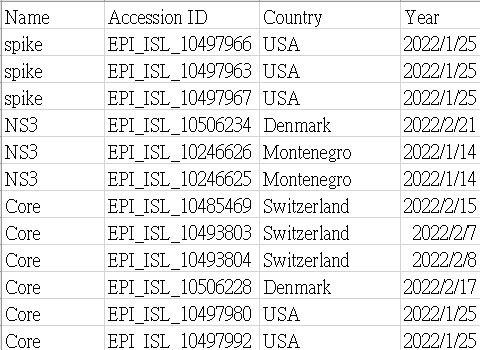 Name Accession ID Country Year
spike EPI_ISL_10497966 USA 2022/1/25
spike EPI_ISL_10497963 USA 2022/1/25
spike EPI_ISL_10497967 USA 2022/1/25
NS3 EPI_ISL_10506234 Denmark 2022/2/21
NS3 EPI_ISL_10246626 Montenegro 2022/1/14
NS3 EPI_ISL_10246625 Montenegro 2022/1/14
Core EPI_ISL_10485469 Switzerland 2022/2/15
Core EPI_ISL_10493803 Switzerland 2022/2/7
Core EPI_ISL_10493804 Switzerland 2022/2/8
Core EPI_ISL_10506228 Denmark 2022/2/17
Core EPI_ISL_10497980 USA 2022/1/25
Core EPI_ISL_10497992 USA 2022/1/25